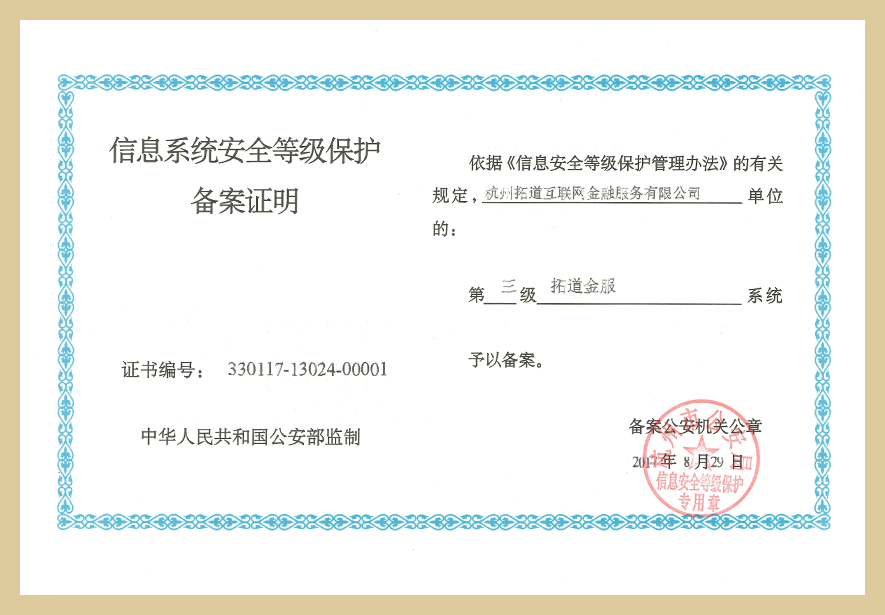 信息系统安全等级保护
备案证明
证书编号： 330117-13024-00001
中华人民共和国公安部监制
依据《信息安全等级保护管理办法》的有关
规定，杭州拓道互联网金融服务有限公司 单位
的：
第 三 级 拓道金服 系统
予以备案。
备案公安机关公章
2017年 8 月29 日
杭州市公安局
信息安全等级保护
专用章